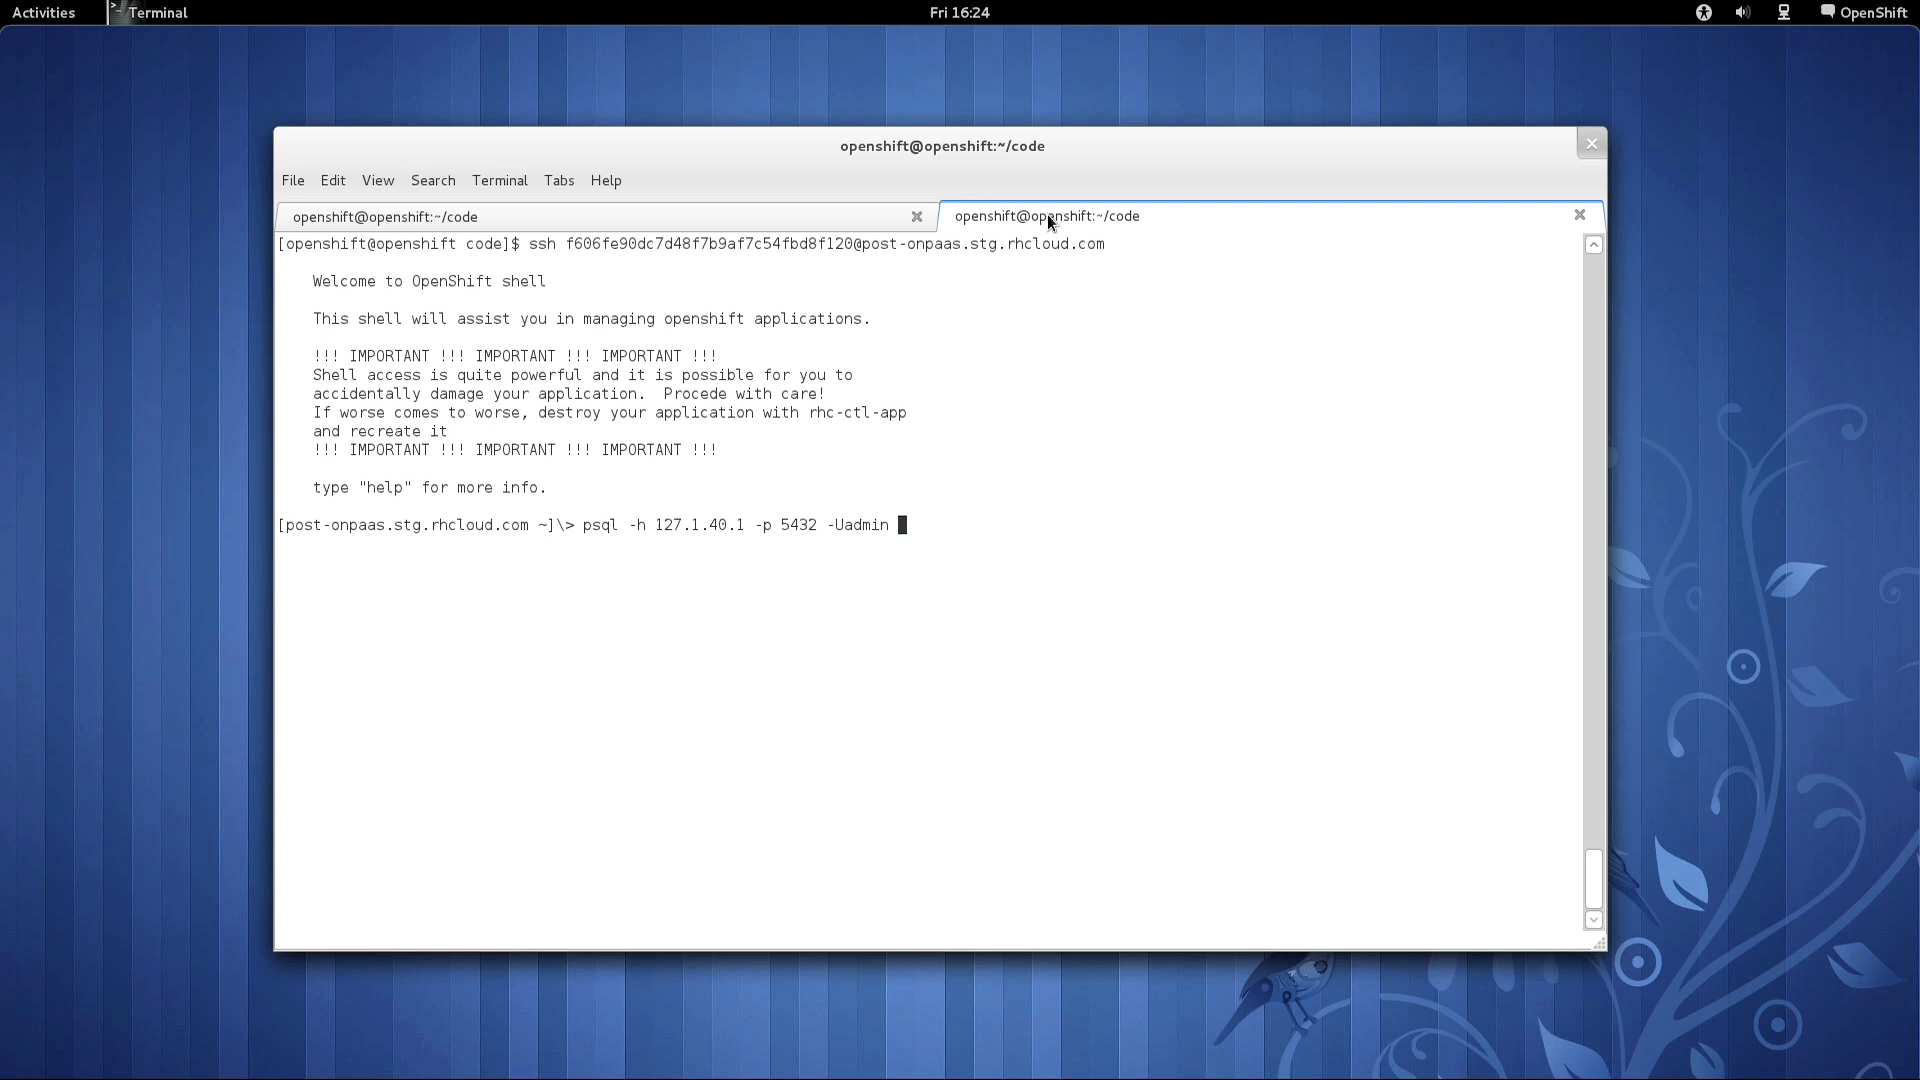 Activities Terminal Fri 16:24 OpenShift
openshift@openshift:~/code
File Edit View Search Terminal Tabs Help
openshift@openshift:~/code openshift@openshift:~/code
[openshift@openshift code]$ ssh f606fe90dc7d48f7b9af7c54fbd8f120@post-onpaas.stg.rhcloud.com
Welcome to OpenShift shell
This shell will assist you in managing openshift applications.
!!! IMPORTANT !!! IMPORTANT !!! IMPORTANT !!!
Shell access is quite powerful and it is possible for you to
accidentally damage your application.  Procede with care!
If worse comes to worse, destroy your application with rhc-ctl-app
and recreate it
!!! IMPORTANT !!! IMPORTANT !!! IMPORTANT !!!
type "help" for more info.
[post-onpaas.stg.rhcloud.com ~]\> psql -h 127.1.40.1 -p 5432 -Uadmin